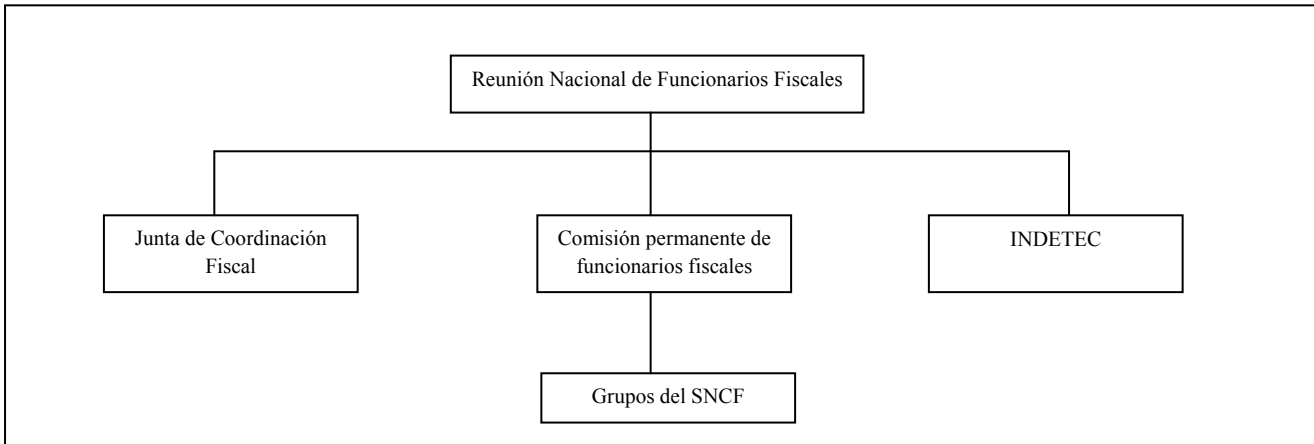 Reunión Nacional de Funcionarios Fiscales
Junta de Coordinación
Fiscal
Comisión permanente de
funcionarios fiscales
INDETEC
Grupos del SNCF